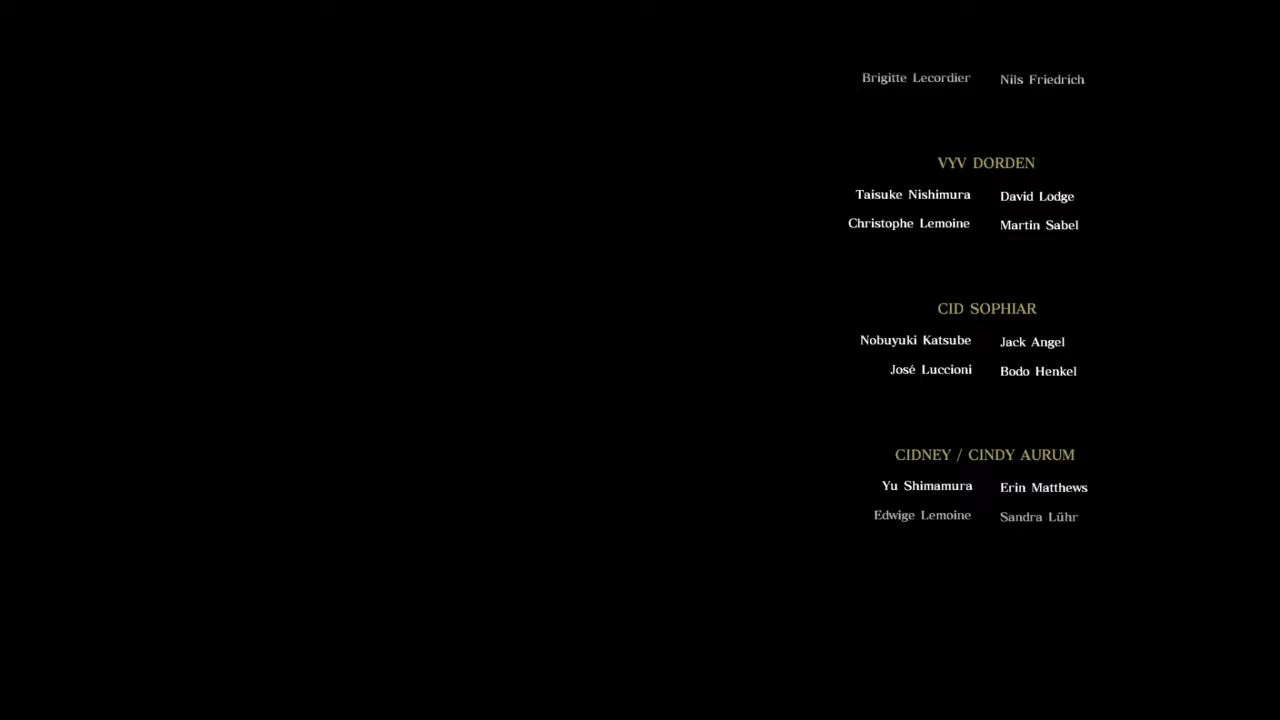 Brigitte Lecordier Nils Friedrich
VYV DORDEN
Taisuke Nishimura David Lodge
Christophe Lemoine Martin Sabel
CID SOPHIAR
Nobuyuki Katsube Jack Angel
José Luccioni Bodo Henkel
CIDNEY / CINDY AURUM
Yu Shimamura Erin Matthews
Edwige Lemoine Sandra Lühr